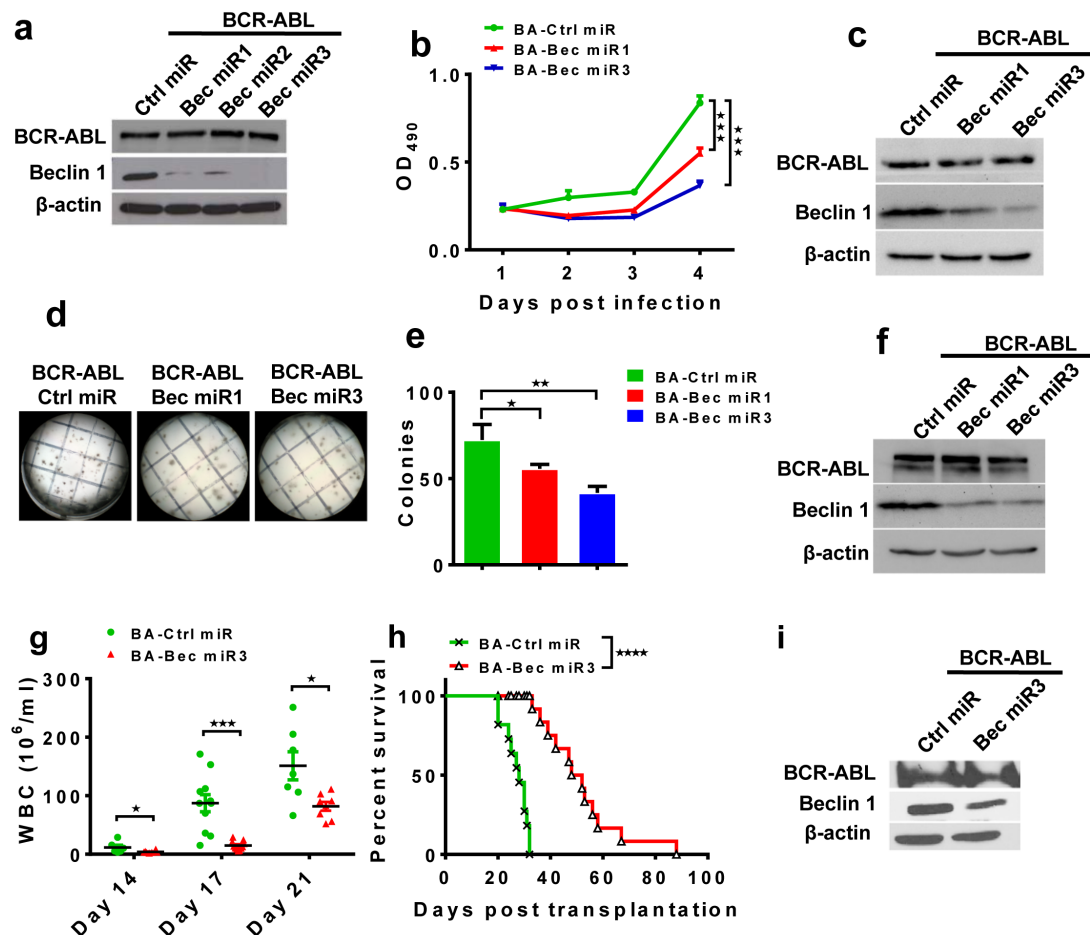 a
BCR-ABL
Ctrl miR
Bec miR1
Bec miR2
Bec miR3
BCR-ABL
Beclin 1
β-actin
b
BA-Ctrl miR
BA-Bec miR1
BA-Bec miR3
1.0
0.5
0.0
OD490
★★★
★★★
1 2 3 4
Days post infection
c
BCR-ABL
Ctrl miR
Bec miR1
Bec miR3
BCR-ABL
Beclin 1
β-actin
d
BCR-ABL
Ctrl miR
BCR-ABL
Bec miR1
BCR-ABL
Bec miR3
e
BA-Ctrl miR
BA-Bec miR1
BA-Bec miR3
100
50
0
Colonies
★★
★
f
BCR-ABL
Ctrl miR
Bec miR1
Bec miR3
BCR-ABL
Beclin 1
β-actin
g
BA-Ctrl miR
BA-Bec miR3
300
200
100
0
WBC (10^6/ml)
★
★★★
★
Day 14
Day 17
Day 21
h
BA-Ctrl miR
BA-Bec miR3
★★★★
100
50
0
Percent survival
0 20 40 60 80 100
Days post transplantation
i
BCR-ABL
Ctrl miR
Bec miR3
BCR-ABL
Beclin 1
β-actin